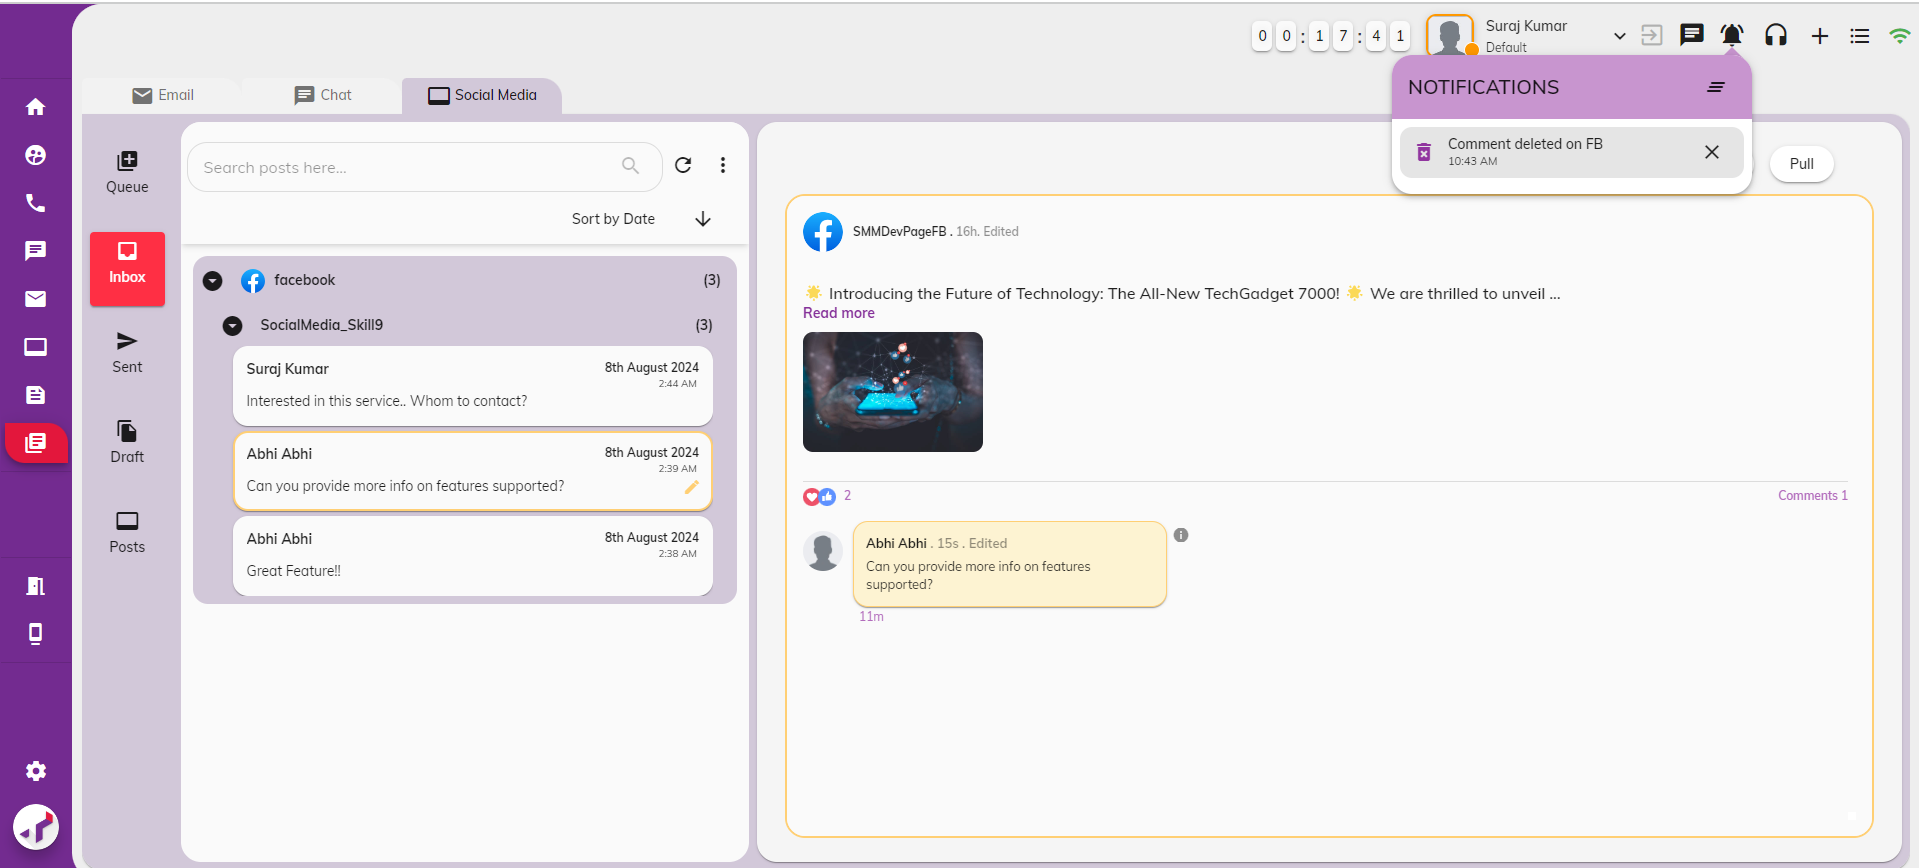 0 0 : 1 7 : 4 1
Suraj Kumar
Default
Email
Chat
Social Media
NOTIFICATIONS
Comment deleted on FB
10:43 AM
Pull
Queue
Inbox
Sent
Draft
Posts
Search posts here...
Sort by Date
facebook (3)
SocialMedia_Skill9 (3)
Suraj Kumar 8th August 2024
2:44 AM
Interested in this service.. Whom to contact?
Abhi Abhi 8th August 2024
2:39 AM
Can you provide more info on features supported?
Abhi Abhi 8th August 2024
2:38 AM
Great Feature!!
SMMDevPageFB . 16h. Edited
🌟 Introducing the Future of Technology: The All-New TechGadget 7000! 🌟 We are thrilled to unveil ...
Read more
2
Comments 1
Abhi Abhi . 15s . Edited
Can you provide more info on features
supported?
11m